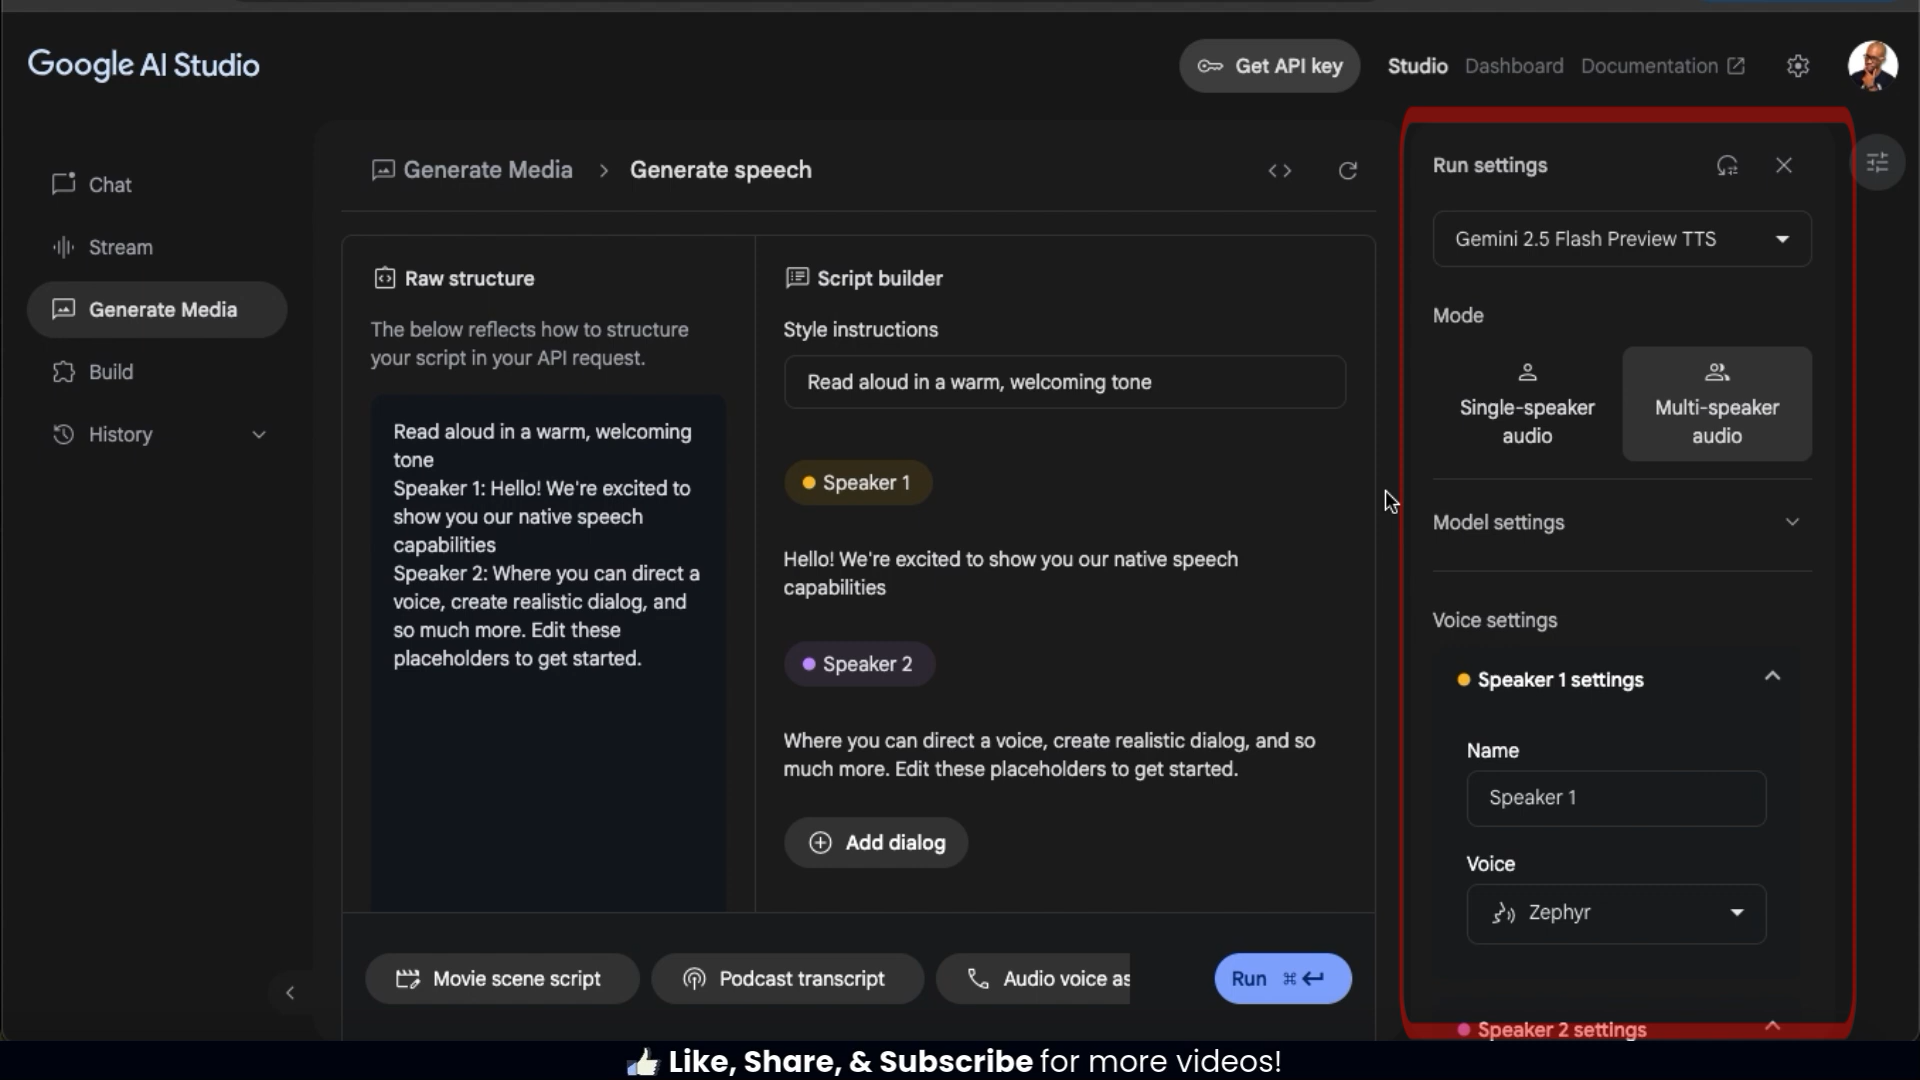 Google AI Studio
Get API key
Studio
Dashboard
Documentation
Chat
Stream
Generate Media
Build
History
Generate Media
Generate speech
Raw structure
The below reflects how to structure
your script in your API request.
Read aloud in a warm, welcoming
tone
Speaker 1: Hello! We're excited to
show you our native speech
capabilities
Speaker 2: Where you can direct a
voice, create realistic dialog, and
so much more. Edit these
placeholders to get started.
Script builder
Style instructions
Read aloud in a warm, welcoming tone
Speaker 1
Hello! We're excited to show you our native speech
capabilities
Speaker 2
Where you can direct a voice, create realistic dialog, and so
much more. Edit these placeholders to get started.
Add dialog
Movie scene script
Podcast transcript
Audio voice as
Run ⌘ ↵
Run settings
Gemini 2.5 Flash Preview TTS
Mode
Single-speaker
audio
Multi-speaker
audio
Model settings
Voice settings
Speaker 1 settings
Name
Speaker 1
Voice
Zephyr
Speaker 2 settings
Like, Share, & Subscribe for more videos!